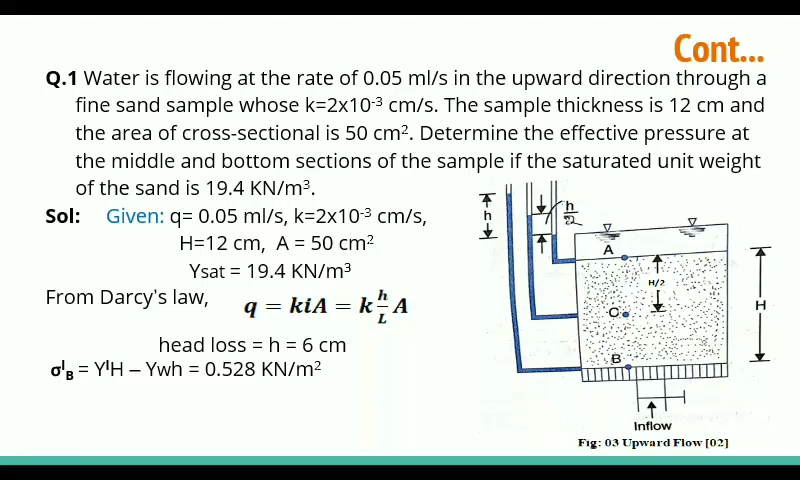 Cont...
Q.1 Water is flowing at the rate of 0.05 ml/s in the upward direction through a
fine sand sample whose k=2x10⁻³ cm/s. The sample thickness is 12 cm and
the area of cross-sectional is 50 cm². Determine the effective pressure at
the middle and bottom sections of the sample if the saturated unit weight
of the sand is 19.4 KN/m³.
Sol: Given: q= 0.05 ml/s, k=2x10⁻³ cm/s,
H=12 cm, A = 50 cm²
Ysat = 19.4 KN/m³
From Darcy's law, q = kiA = k h/L A
head loss = h = 6 cm
σᴵB = YᴵH – Ywh = 0.528 KN/m²
h
h/2
A
H/2
C
H
B
Inflow
Fig: 03 Upward Flow [02]